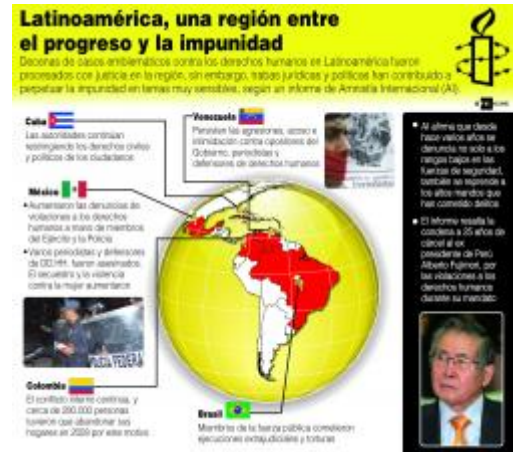 Latinoamérica, una región entre
el progreso y la impunidad
Decenas de casos emblemáticos contra los derechos humanos en Latinoamérica fueron
procesados con justicia en la región, sin embargo, trabas jurídicas y políticas han contribuido a
perpetuar la impunidad en temas muy sensibles, según un informe de Amnistía Internacional (AI).
Cuba
Las autoridades continúan
restringiendo los derechos civiles
y políticos de los ciudadanos
Venezuela
Persisten las agresiones, acoso e
intimidación contra opositores del
Gobierno, periodistas y
defensores de derechos humanos
México
• Aumentaron las denuncias de
violaciones a los derechos
humanos a mano de miembros
del Ejército y la Policía
• Varios periodistas y defensores
de DD.HH. fueron asesinados.
El secuestro y la violencia
contra la mujer aumentaron
POLICÍA FEDERA
Colombia
El conflicto interno continúa, y
cerca de 280.000 personas
tuvieron que abandonar sus
hogares en 2008 por este motivo
Brasil
Miembros de la fuerza pública cometieron
ejecuciones extrajudiciales y torturas
• AI afirma que desde
hace varios años se
denuncia no solo a los
rangos bajos en las
fuerzas de seguridad,
también se reprende a
los altos mandos que
han cometido delitos
• El informe resalta la
condena a 25 años de
cárcel al ex
presidente de Perú
Alberto Fujimori, por
las violaciones a los
derechos humanos
durante su mandato